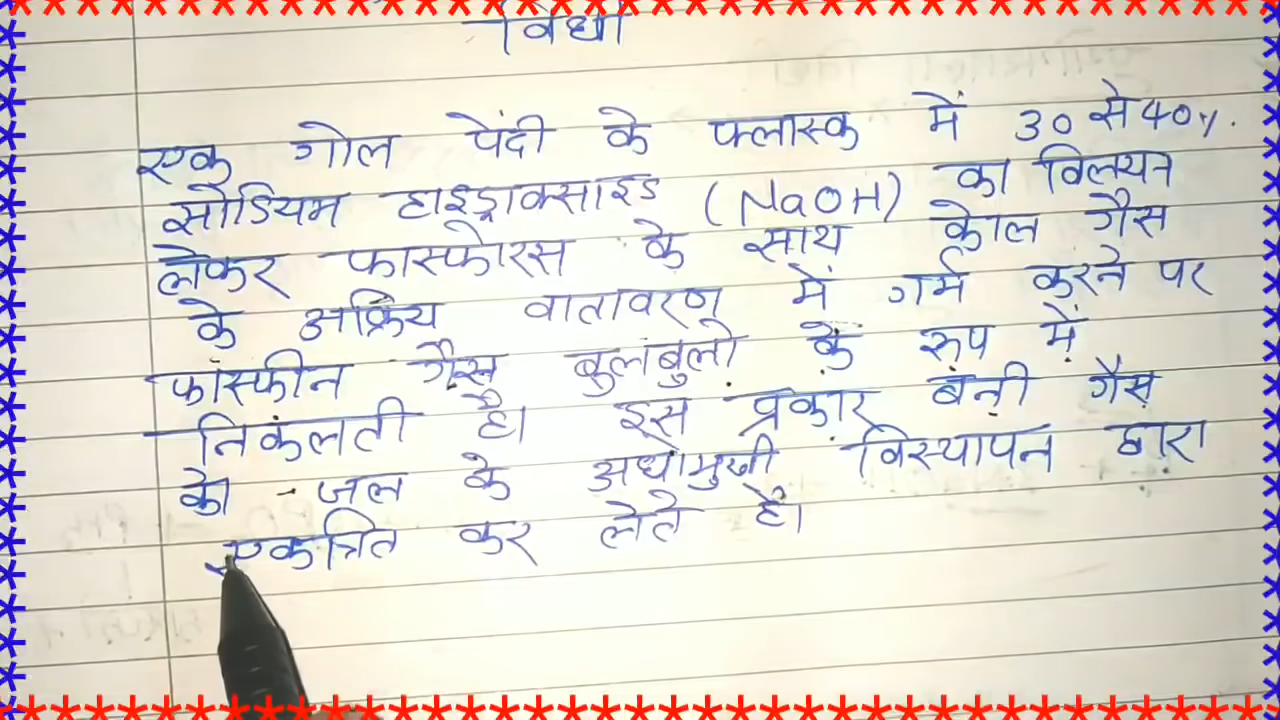 विधी
एक गोल पेंदी के फ्लास्क में 30 से 40%.
सोडियम हाइड्राक्साइड (NaOH) का विलयन
लेकर फास्फोरस के साथ कोल गैस
के अक्रिय वातावरण में गर्म करने पर
फास्फीन गैस बुलबुलो के रूप में
निकलती है। इस प्रकार बनी गैस
को जल के अधोमुखी विस्थापन द्वारा
एकत्रित कर लेते है।